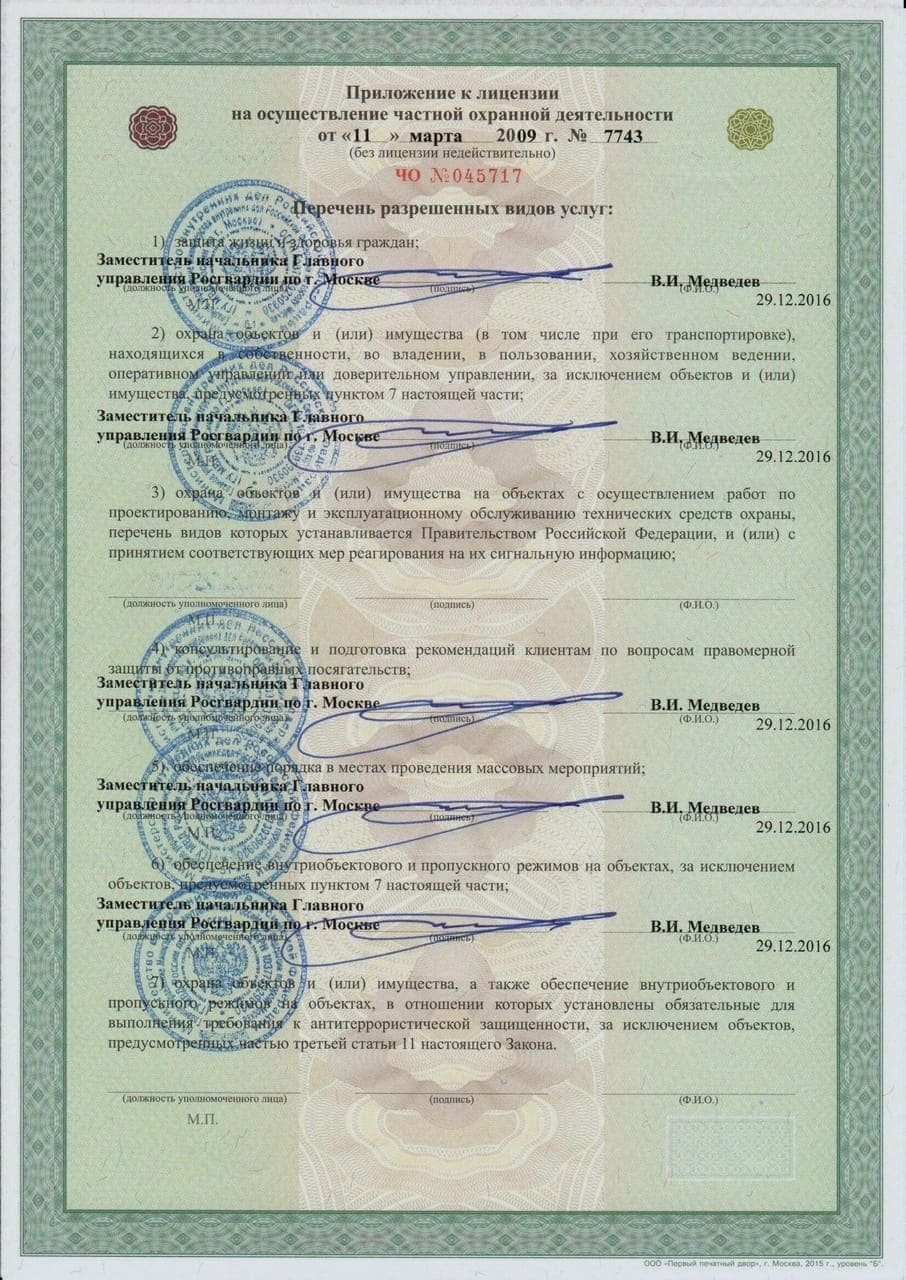 Приложение к лицензии
на осуществление частной охранной деятельности
от «11 » марта 2009 г. № 7743
(без лицензии недействительно)
ЧО №045717
Перечень разрешенных видов услуг:
1) защита жизни и здоровья граждан;
Заместитель начальника Главного
управления Росгвардии по г. Москве В.И. Медведев
(должность уполномоченного лица) (подпись) (Ф.И.О.)
М.П. 29.12.2016
2) охрана объектов и (или) имущества (в том числе при его транспортировке),
находящихся в собственности, во владении, в пользовании, хозяйственном ведении,
оперативном управлении или доверительном управлении, за исключением объектов и (или)
имущества, предусмотренных пунктом 7 настоящей части;
Заместитель начальника Главного
управления Росгвардии по г. Москве В.И. Медведев
(должность уполномоченного лица) (подпись) (Ф.И.О.)
М.П. 29.12.2016
3) охрана объектов и (или) имущества на объектах с осуществлением работ по
проектированию, монтажу и эксплуатационному обслуживанию технических средств охраны,
перечень видов которых устанавливается Правительством Российской Федерации, и (или) с
принятием соответствующих мер реагирования на их сигнальную информацию;
(должность уполномоченного лица) (подпись) (Ф.И.О.)
М.П.
4) консультирование и подготовка рекомендаций клиентам по вопросам правомерной
защиты от противоправных посягательств;
Заместитель начальника Главного
управления Росгвардии по г. Москве В.И. Медведев
(должность уполномоченного лица) (подпись) (Ф.И.О.)
М.П. 29.12.2016
5) обеспечение порядка в местах проведения массовых мероприятий;
Заместитель начальника Главного
управления Росгвардии по г. Москве В.И. Медведев
(должность уполномоченного лица) (подпись) (Ф.И.О.)
М.П. 29.12.2016
6) обеспечение внутриобъектового и пропускного режимов на объектах, за исключением
объектов, предусмотренных пунктом 7 настоящей части;
Заместитель начальника Главного
управления Росгвардии по г. Москве В.И. Медведев
(должность уполномоченного лица) (подпись) (Ф.И.О.)
М.П. 29.12.2016
7) охрана объектов и (или) имущества, а также обеспечение внутриобъектового и
пропускного режимов на объектах, в отношении которых установлены обязательные для
выполнения требования к антитеррористической защищенности, за исключением объектов,
предусмотренных частью третьей статьи 11 настоящего Закона.
(должность уполномоченного лица) (подпись) (Ф.И.О.)
М.П.
ООО «Первый печатный двор», г. Москва, 2015 г., уровень "Б".